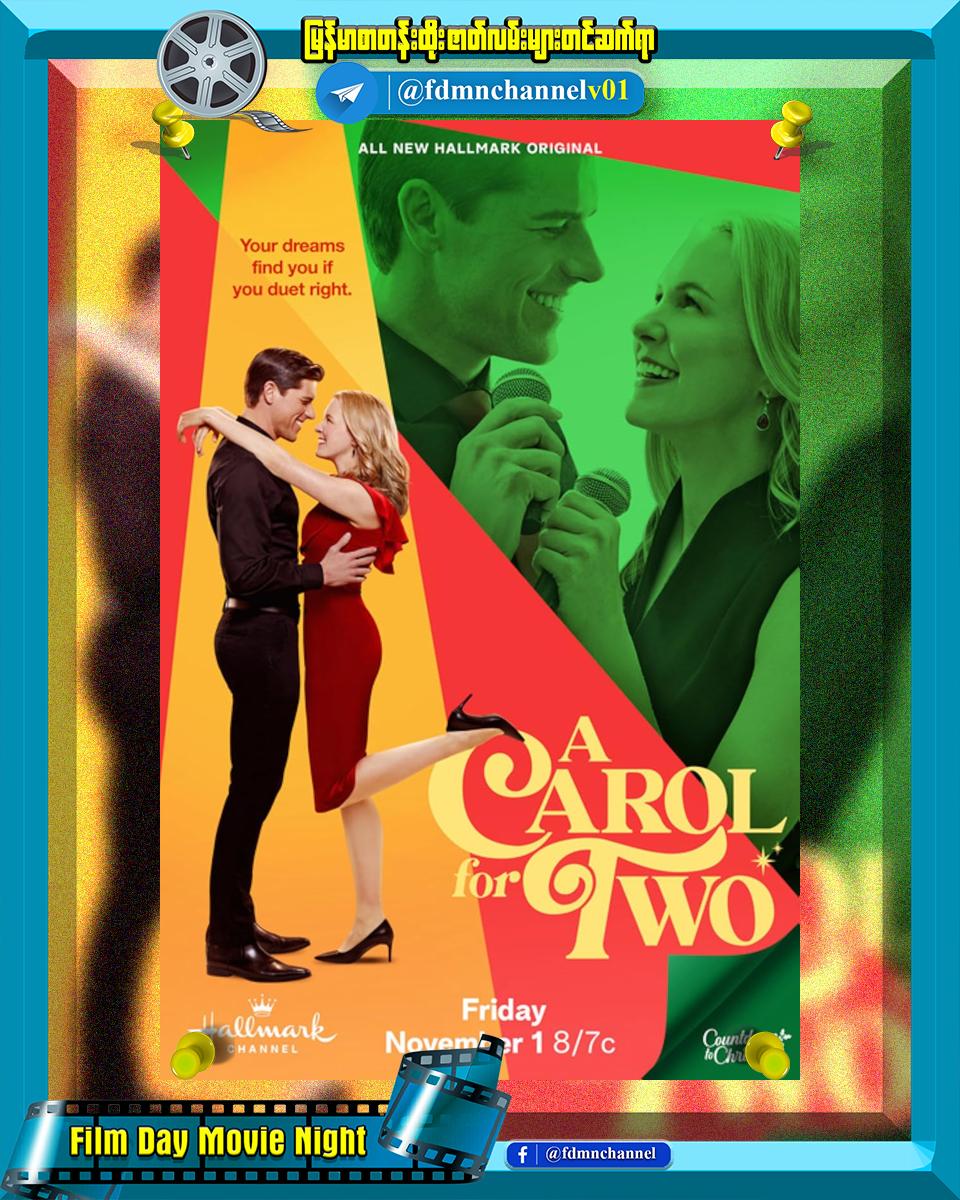 မြန်မာစာတန်းထိုးဇာတ်လမ်းများတင်ဆက်ရာ
@fdmnchannelv01
ALL NEW HALLMARK ORIGINAL
Your dreams
find you if
you duet right.
A
CAROL
for TWO
Hallmark
CHANNEL
Friday
November 1 8/7c
Film Day Movie Night
f | @fdmnchannel